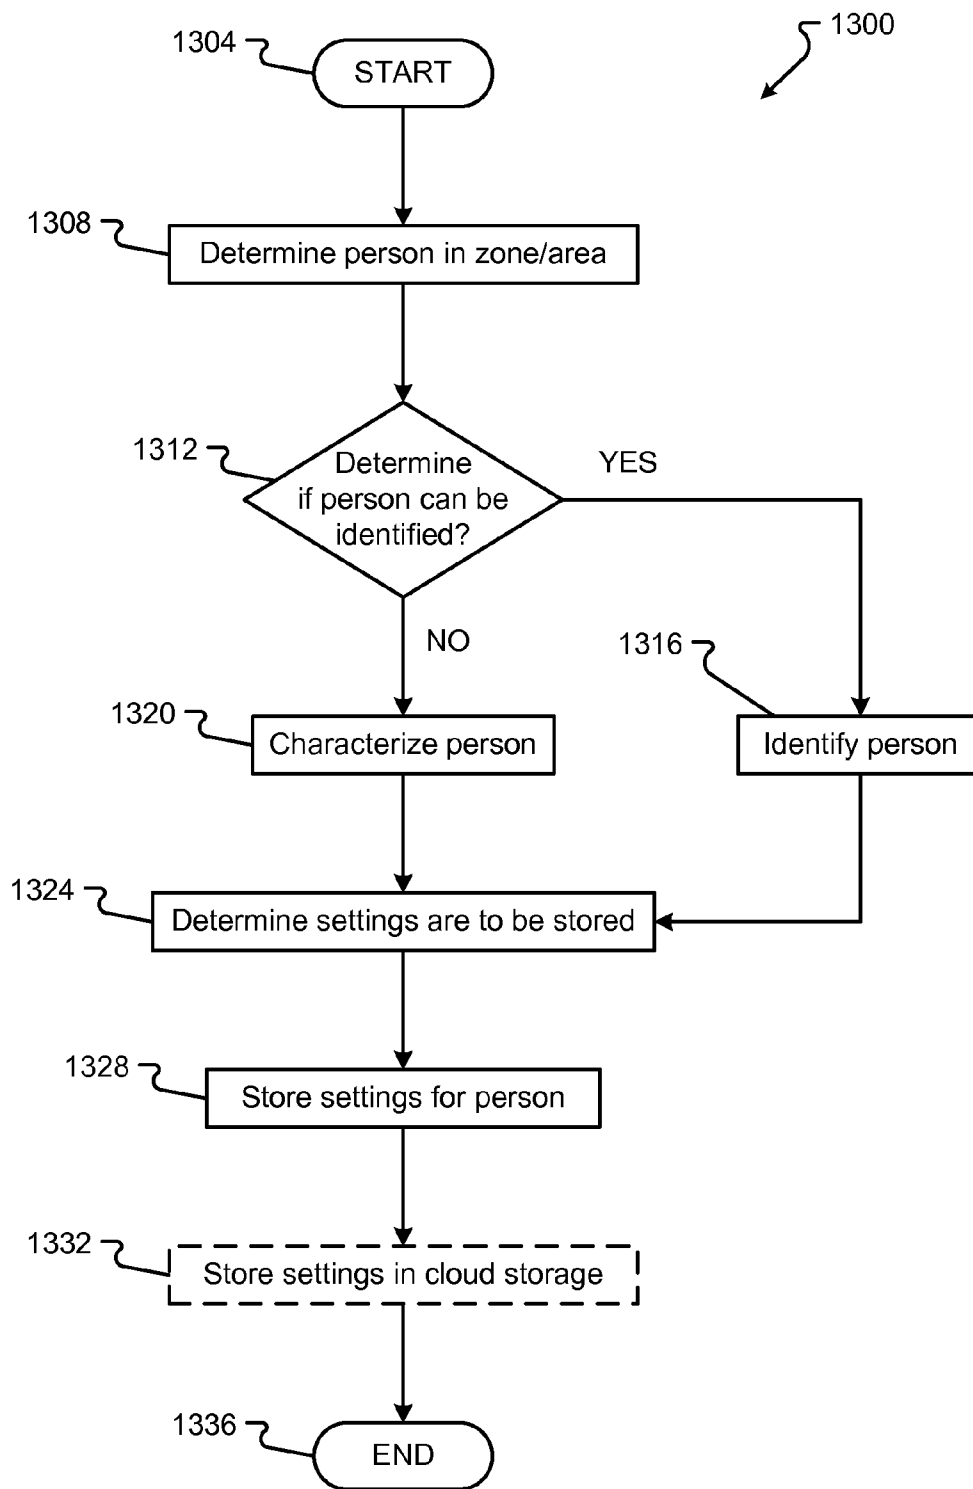 1304
START
1300
1308
Determine person in zone/area
1312
Determine
if person can be
identified?
YES
NO
1316
1320
Characterize person
Identify person
1324
Determine settings are to be stored
1328
Store settings for person
1332
Store settings in cloud storage
1336
END